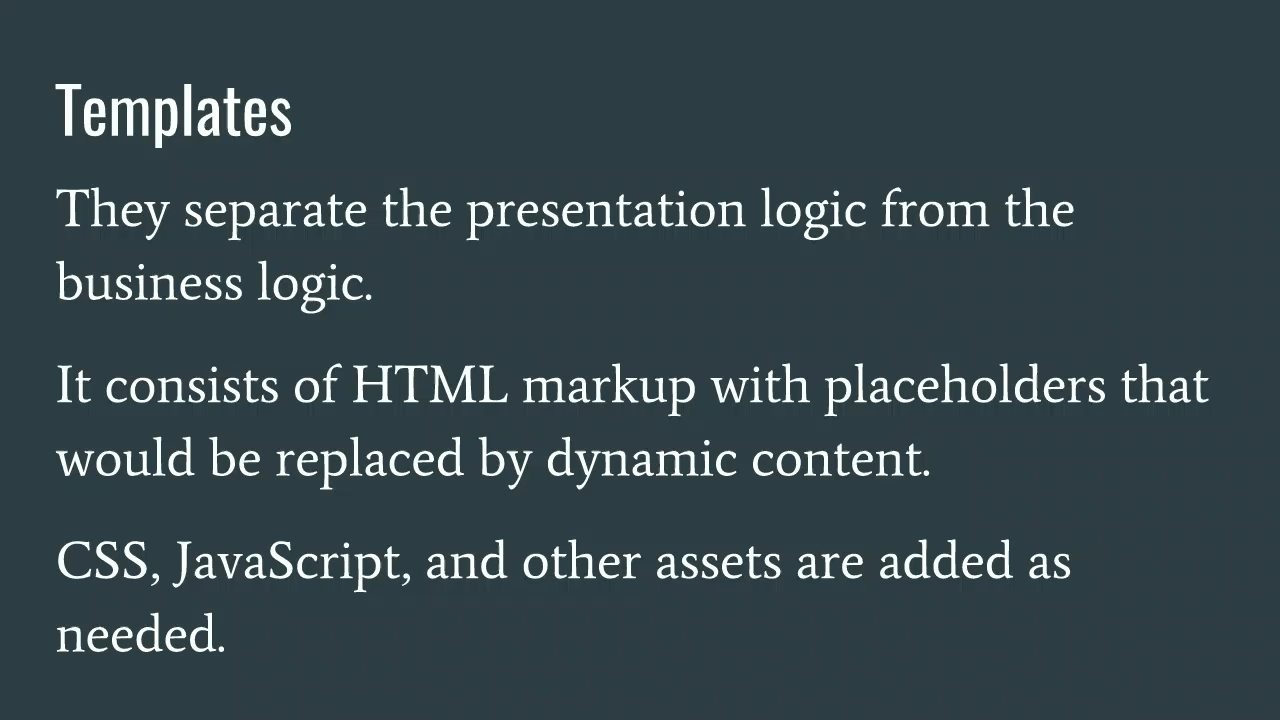 Templates
They separate the presentation logic from the
business logic.
It consists of HTML markup with placeholders that
would be replaced by dynamic content.
CSS, JavaScript, and other assets are added as
needed.